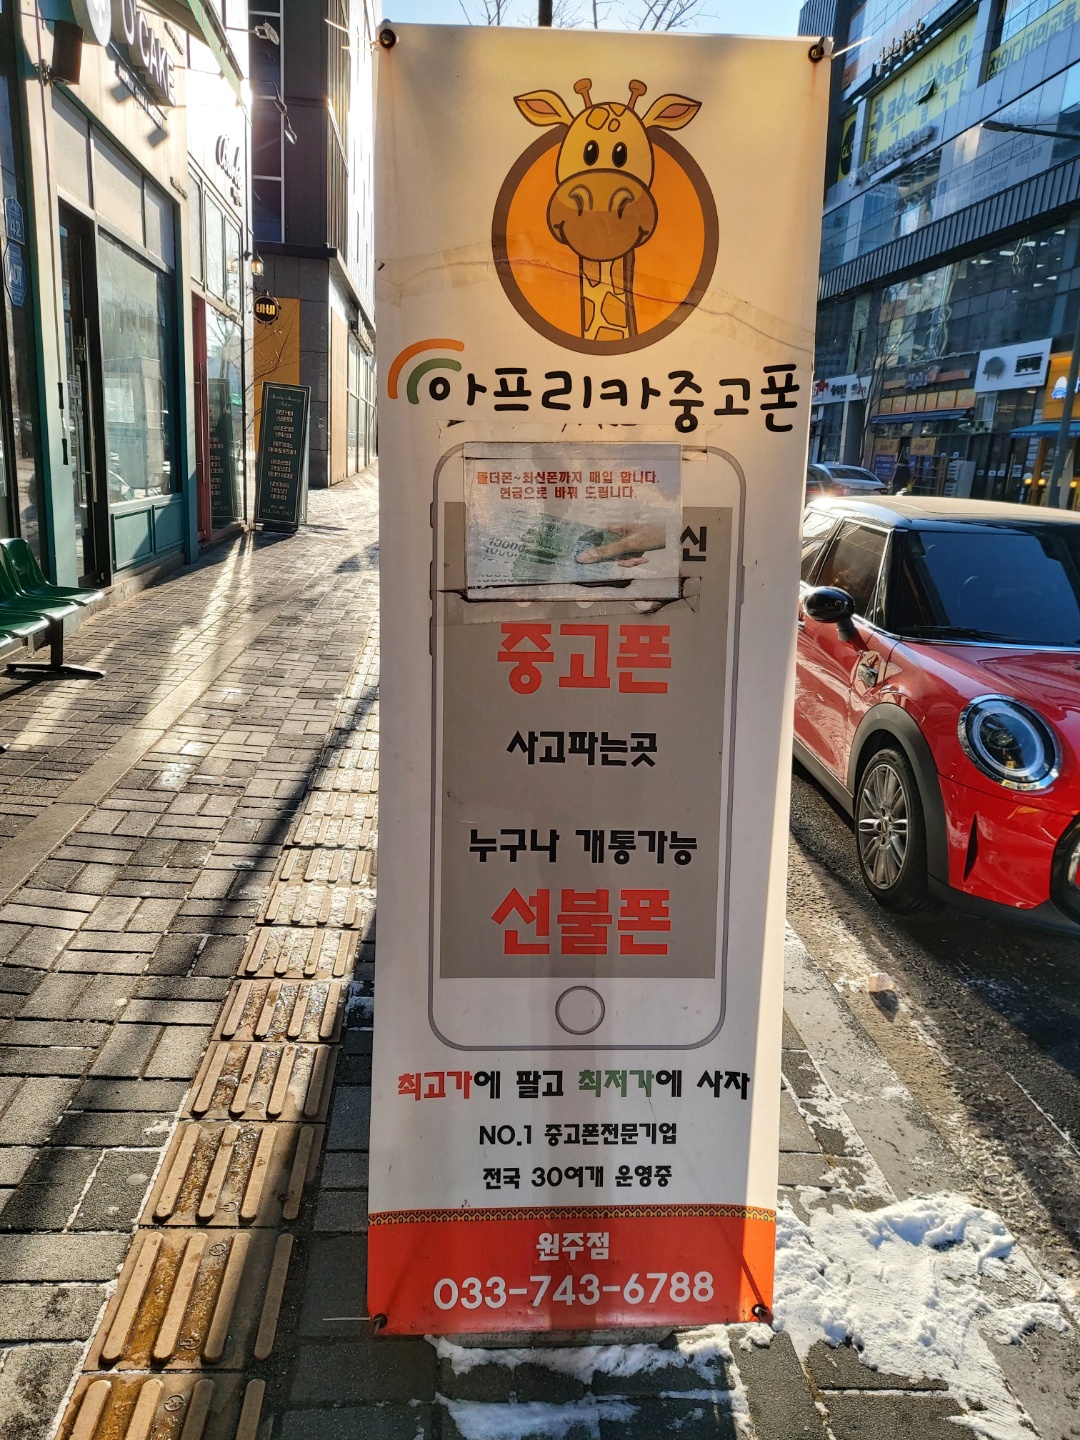 아프리카중고폰
폴더폰~최신폰까지 매입 합니다.
현금으로 바꿔 드립니다.
신
중고폰
사고파는곳
누구나 개통가능
선불폰
최고가에 팔고 최저가에 사자
NO.1 중고폰전문기업
전국 30여개 운영중
원주점
033-743-6788
CAKE